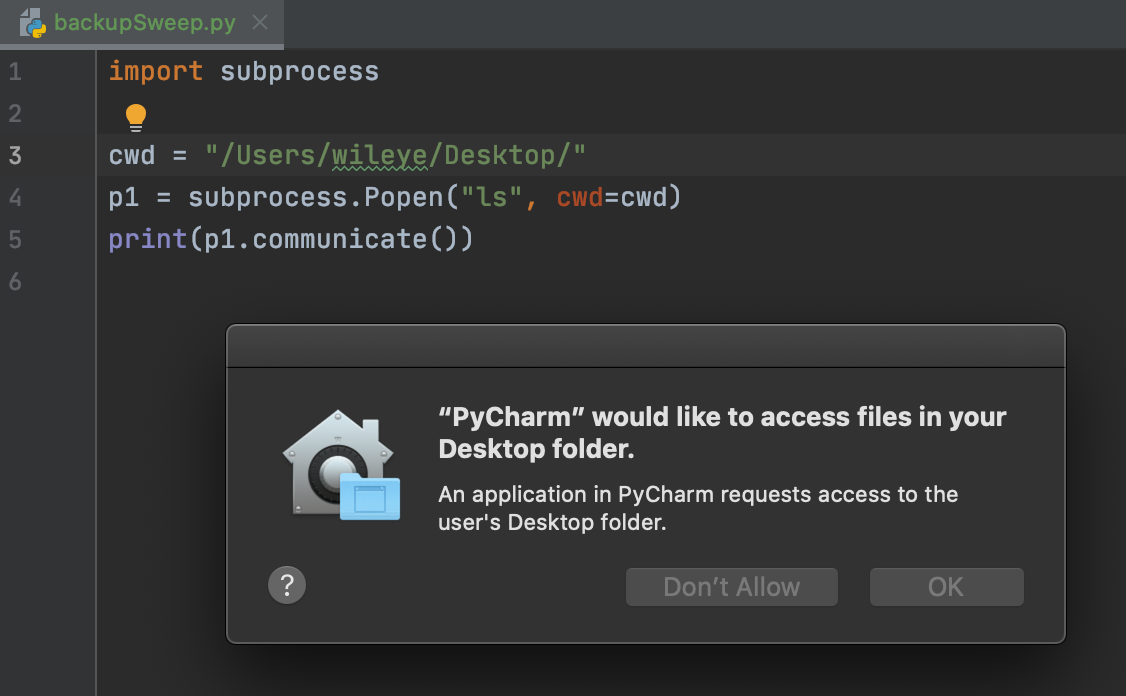 backupSweep.py
1 import subprocess
2
3 cwd = "/Users/wileye/Desktop/"
4 p1 = subprocess.Popen("ls", cwd=cwd)
5 print(p1.communicate())
6
“PyCharm” would like to access files in your
Desktop folder.
An application in PyCharm requests access to the
user's Desktop folder.
?
Don’t Allow
OK